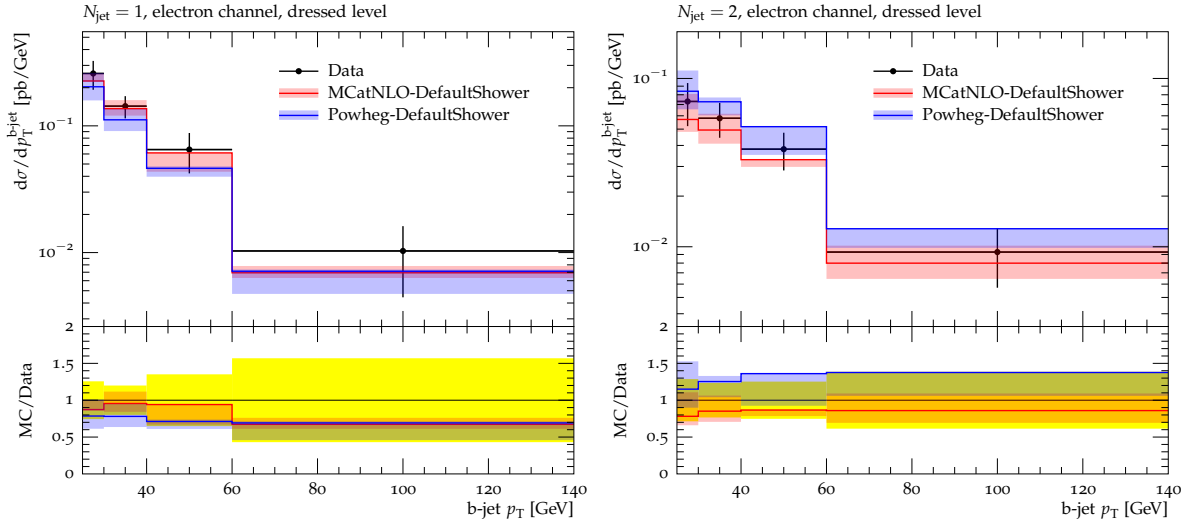 N_jet = 1, electron channel, dressed level
dσ/dp_T^b-jet [pb/GeV]
10^−1
10^−2
Data
MCatNLO-DefaultShower
Powheg-DefaultShower
MC/Data
2
1.5
1
0.5
0
40 60 80 100 120 140
b-jet p_T [GeV]
N_jet = 2, electron channel, dressed level
dσ/dp_T^b-jet [pb/GeV]
10^−1
10^−2
Data
MCatNLO-DefaultShower
Powheg-DefaultShower
MC/Data
2
1.5
1
0.5
0
40 60 80 100 120 140
b-jet p_T [GeV]